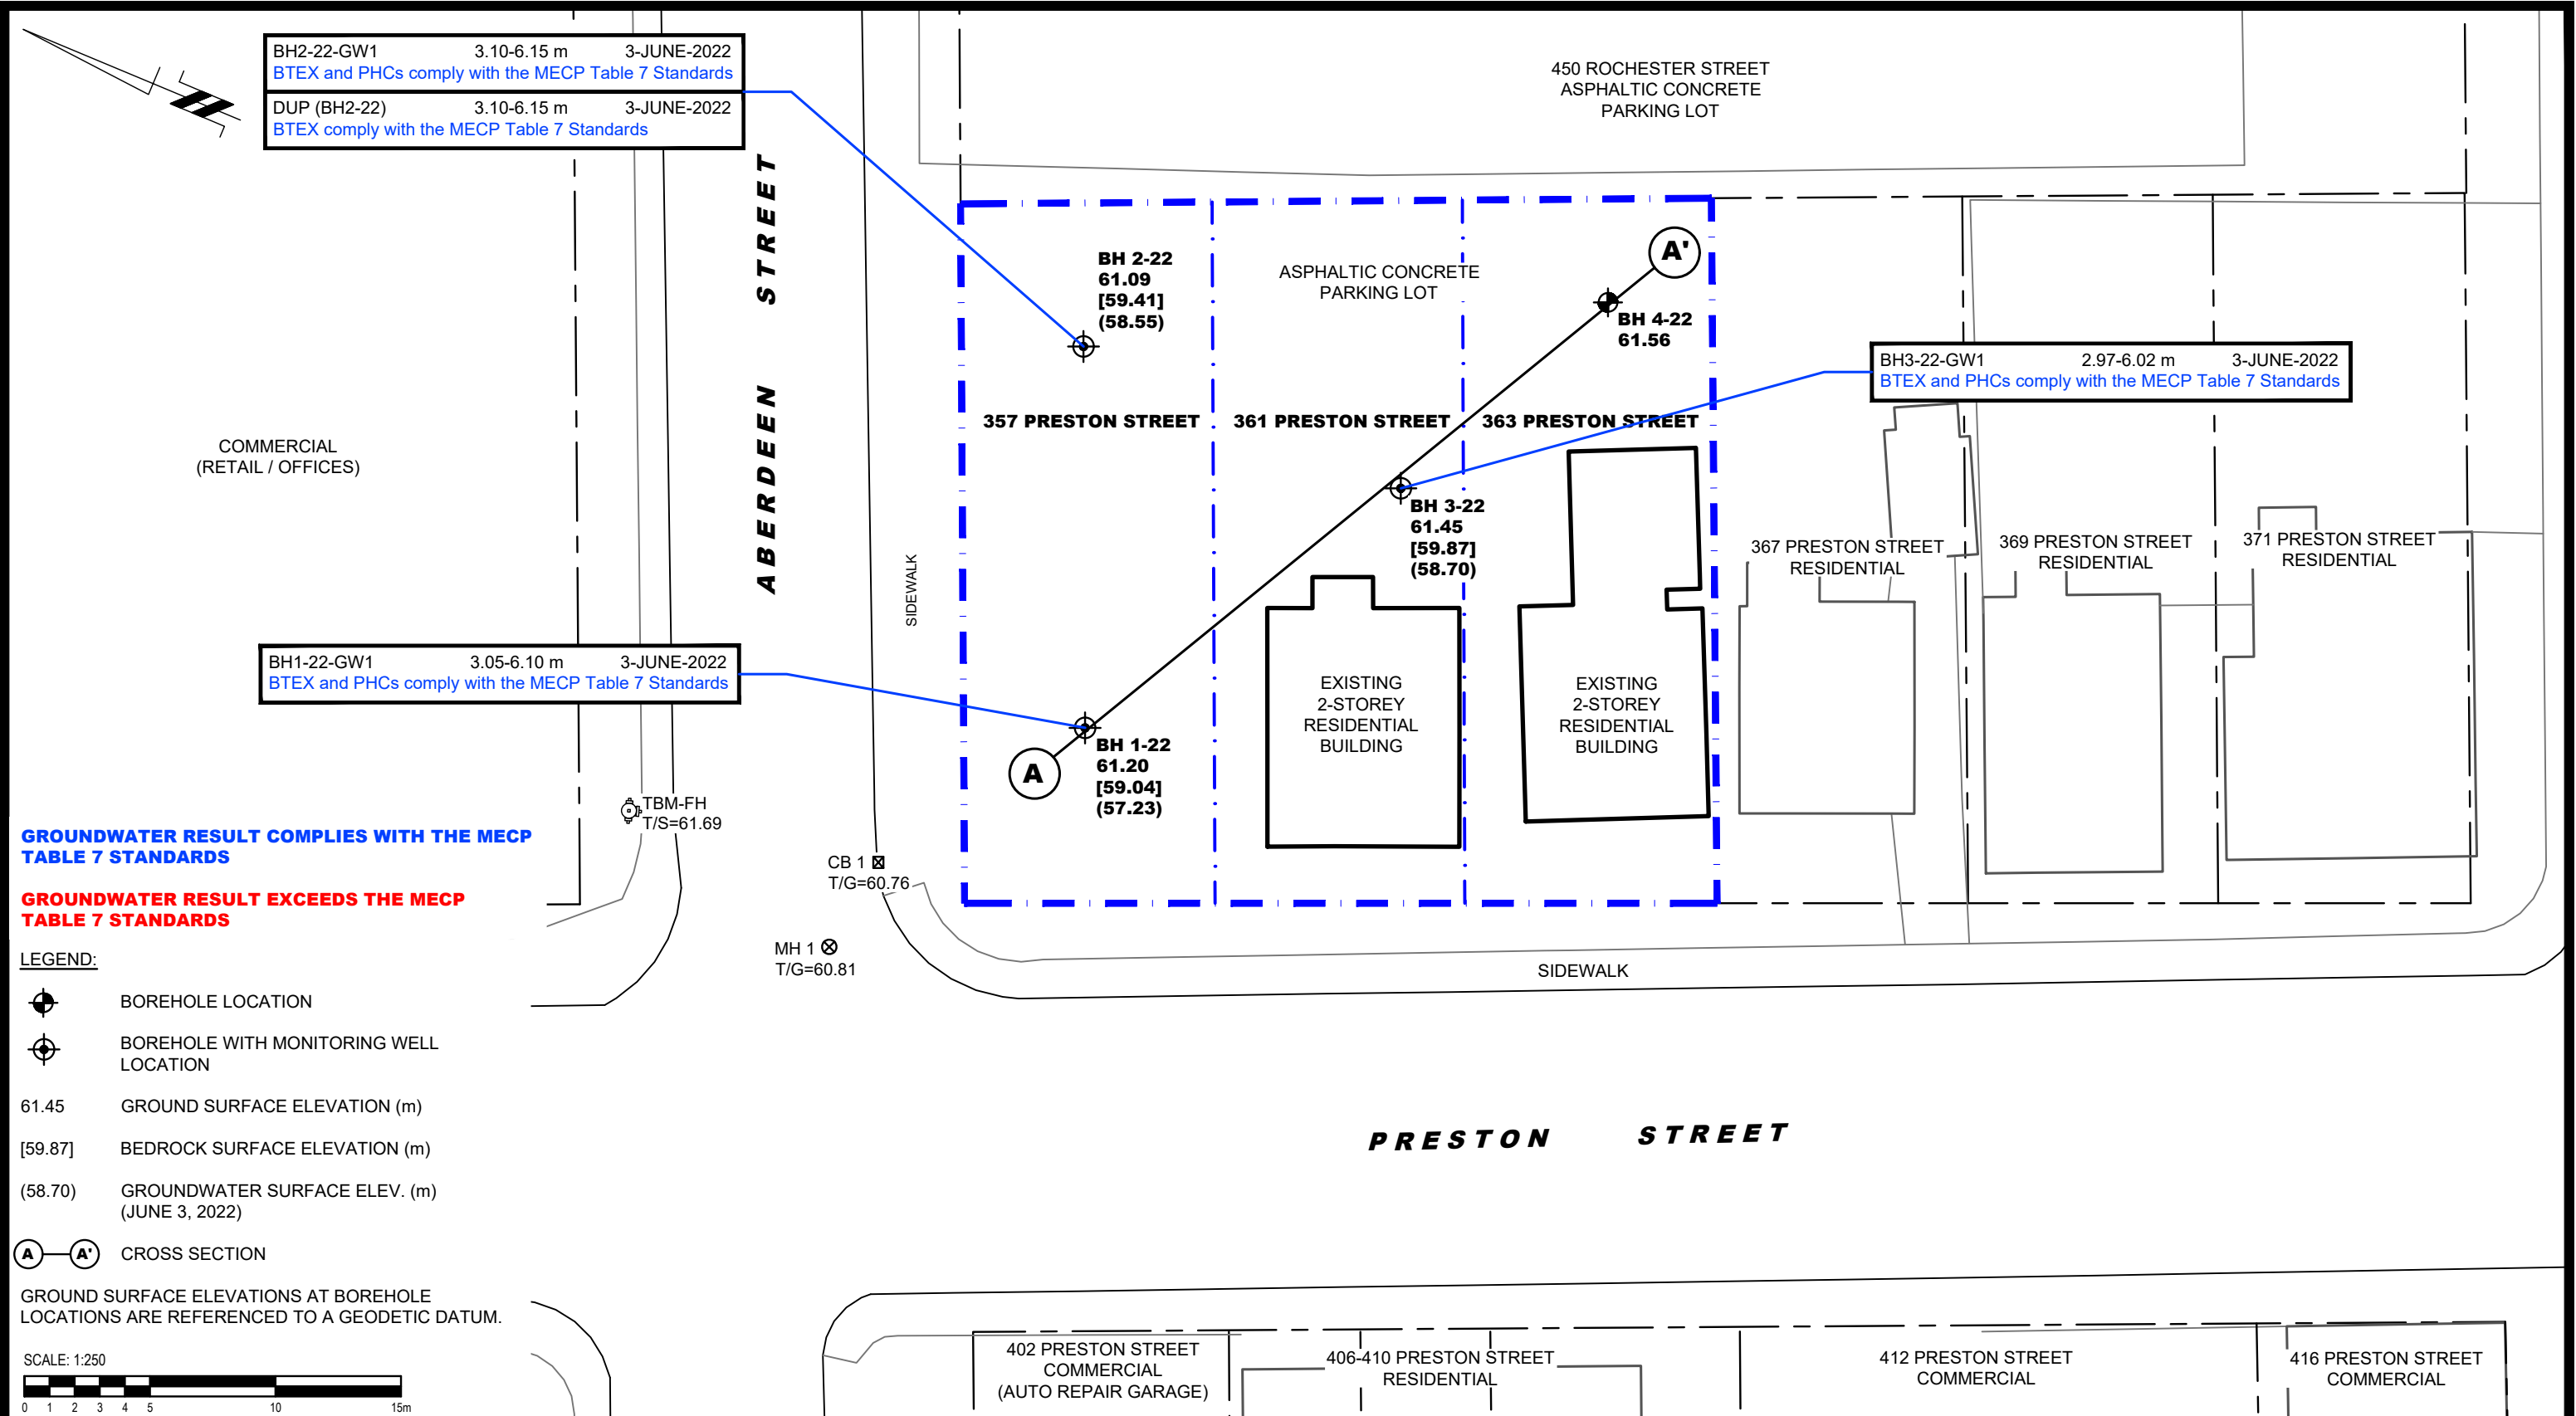 BH2-22-GW1 3.10-6.15 m 3-JUNE-2022
BTEX and PHCs comply with the MECP Table 7 Standards
DUP (BH2-22) 3.10-6.15 m 3-JUNE-2022
BTEX comply with the MECP Table 7 Standards
450 ROCHESTER STREET
ASPHALTIC CONCRETE
PARKING LOT
ABERDEEN STREET
BH 2-22
61.09
[59.41]
(58.55)
ASPHALTIC CONCRETE
PARKING LOT
A'
BH 4-22
61.56
BH3-22-GW1 2.97-6.02 m 3-JUNE-2022
BTEX and PHCs comply with the MECP Table 7 Standards
357 PRESTON STREET
361 PRESTON STREET
363 PRESTON STREET
COMMERCIAL
(RETAIL / OFFICES)
BH 3-22
61.45
[59.87]
(58.70)
SIDEWALK
367 PRESTON STREET
RESIDENTIAL
369 PRESTON STREET
RESIDENTIAL
371 PRESTON STREET
RESIDENTIAL
BH1-22-GW1 3.05-6.10 m 3-JUNE-2022
BTEX and PHCs comply with the MECP Table 7 Standards
EXISTING
2-STOREY
RESIDENTIAL
BUILDING
EXISTING
2-STOREY
RESIDENTIAL
BUILDING
BH 1-22
61.20
[59.04]
(57.23)
A
TBM-FH
T/S=61.69
CB 1
T/G=60.76
MH 1
T/G=60.81
SIDEWALK
GROUNDWATER RESULT COMPLIES WITH THE MECP
TABLE 7 STANDARDS
GROUNDWATER RESULT EXCEEDS THE MECP
TABLE 7 STANDARDS
LEGEND:
BOREHOLE LOCATION
BOREHOLE WITH MONITORING WELL
LOCATION
61.45 GROUND SURFACE ELEVATION (m)
[59.87] BEDROCK SURFACE ELEVATION (m)
(58.70) GROUNDWATER SURFACE ELEV. (m)
(JUNE 3, 2022)
A A' CROSS SECTION
GROUND SURFACE ELEVATIONS AT BOREHOLE
LOCATIONS ARE REFERENCED TO A GEODETIC DATUM.
SCALE: 1:250
0 1 2 3 4 5 10 15m
PRESTON STREET
402 PRESTON STREET
COMMERCIAL
(AUTO REPAIR GARAGE)
406-410 PRESTON STREET
RESIDENTIAL
412 PRESTON STREET
COMMERCIAL
416 PRESTON STREET
COMMERCIAL